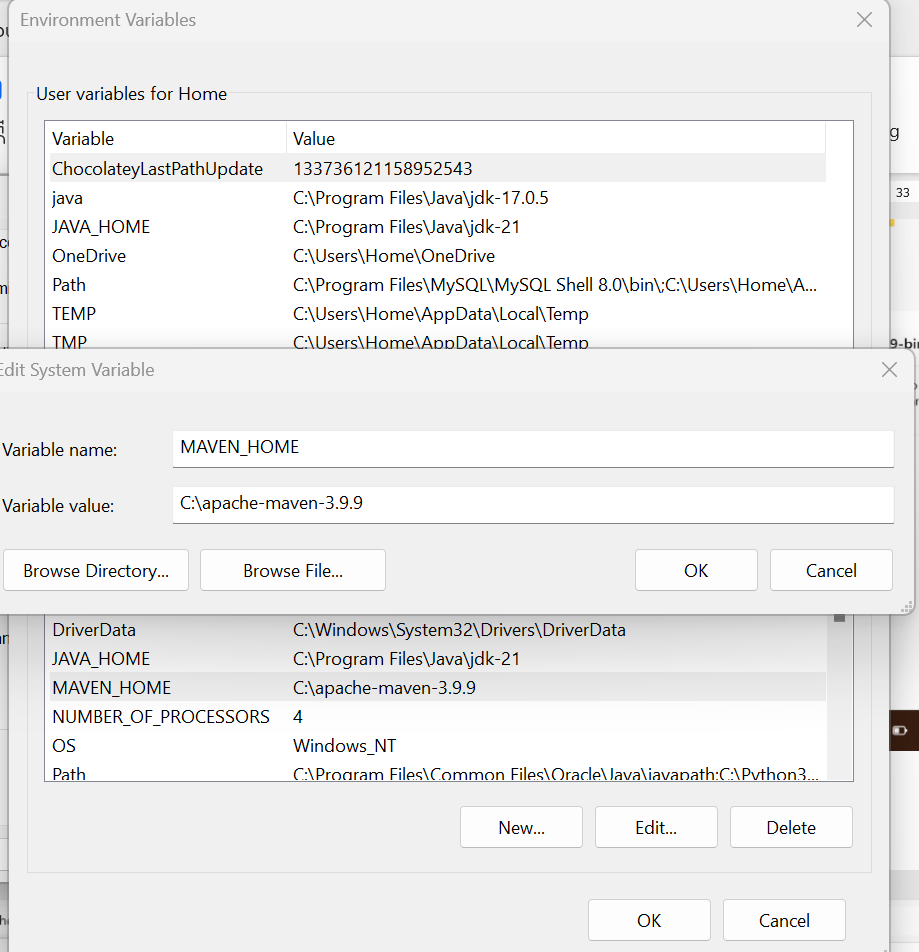 Environment Variables
User variables for Home
Variable Value
ChocolateyLastPathUpdate 133736121158952543
java C:\Program Files\Java\jdk-17.0.5
JAVA_HOME C:\Program Files\Java\jdk-21
OneDrive C:\Users\Home\OneDrive
Path C:\Program Files\MySQL\MySQL Shell 8.0\bin\;C:\Users\Home\A...
TEMP C:\Users\Home\AppData\Local\Temp
TMP C:\Users\Home\AppData\Local\Temp
Edit System Variable
Variable name: MAVEN_HOME
Variable value: C:\apache-maven-3.9.9
Browse Directory... Browse File... OK Cancel
DriverData C:\Windows\System32\Drivers\DriverData
JAVA_HOME C:\Program Files\Java\jdk-21
MAVEN_HOME C:\apache-maven-3.9.9
NUMBER_OF_PROCESSORS 4
OS Windows_NT
Path C:\Program Files\Common Files\Oracle\Java\javapath;C:\Python3...
New... Edit... Delete
OK Cancel
33
9-bin